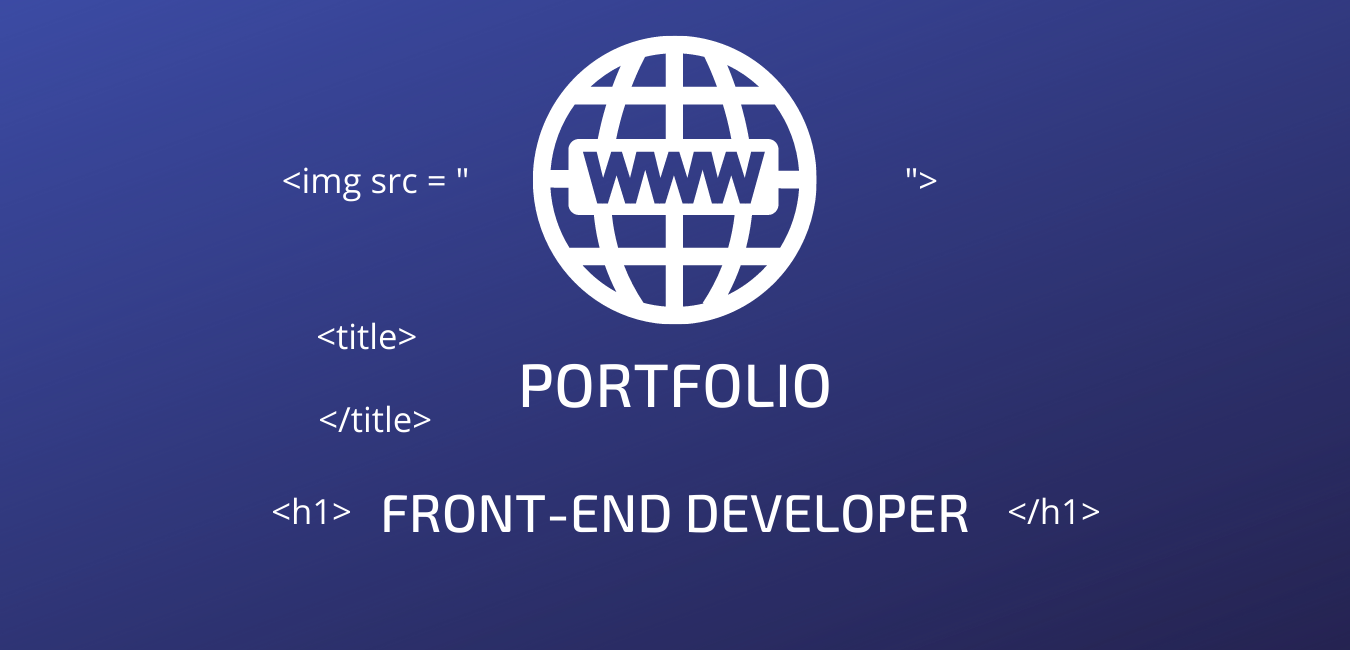 <img src = " WWW ">
<title>
PORTFOLIO
</title>
<h1> FRONT-END DEVELOPER </h1>